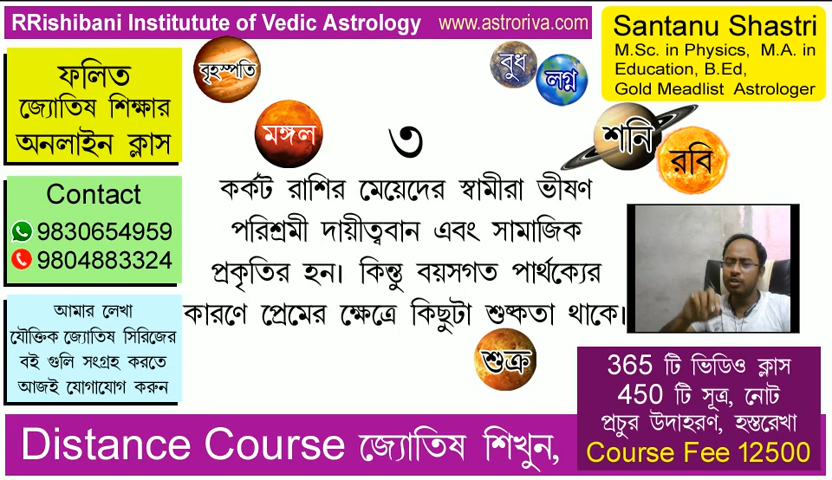 RRishibani Institutute of Vedic Astrology www.astroriva.com
Santanu Shastri
M.Sc. in Physics, M.A. in
Education, B.Ed,
Gold Meadlist Astrologer
ফলিত
জ্যোতিষ শিক্ষার
অনলাইন ক্লাস
বৃহস্পতি
বুধ
লগ্ন
মঙ্গল
৩
শনি
রবি
Contact
9830654959
9804883324
কর্কট রাশির মেয়েদের স্বামীরা ভীষণ
পরিশ্রমী দায়ীত্ববান এবং সামাজিক
প্রকৃতির হন। কিন্তু বয়সগত পার্থক্যের
কারণে প্রেমের ক্ষেত্রে কিছুটা শুষ্কতা থাকে।
আমার লেখা
যৌক্তিক জ্যোতিষ সিরিজের
বই গুলি সংগ্রহ করতে
আজই যোগাযোগ করুন
শুক্র
365 টি ভিডিও ক্লাস
450 টি সূত্র, নোট
প্রচুর উদাহরণ, হস্তরেখা
Course Fee 12500
Distance Course জ্যোতিষ শিখুন,